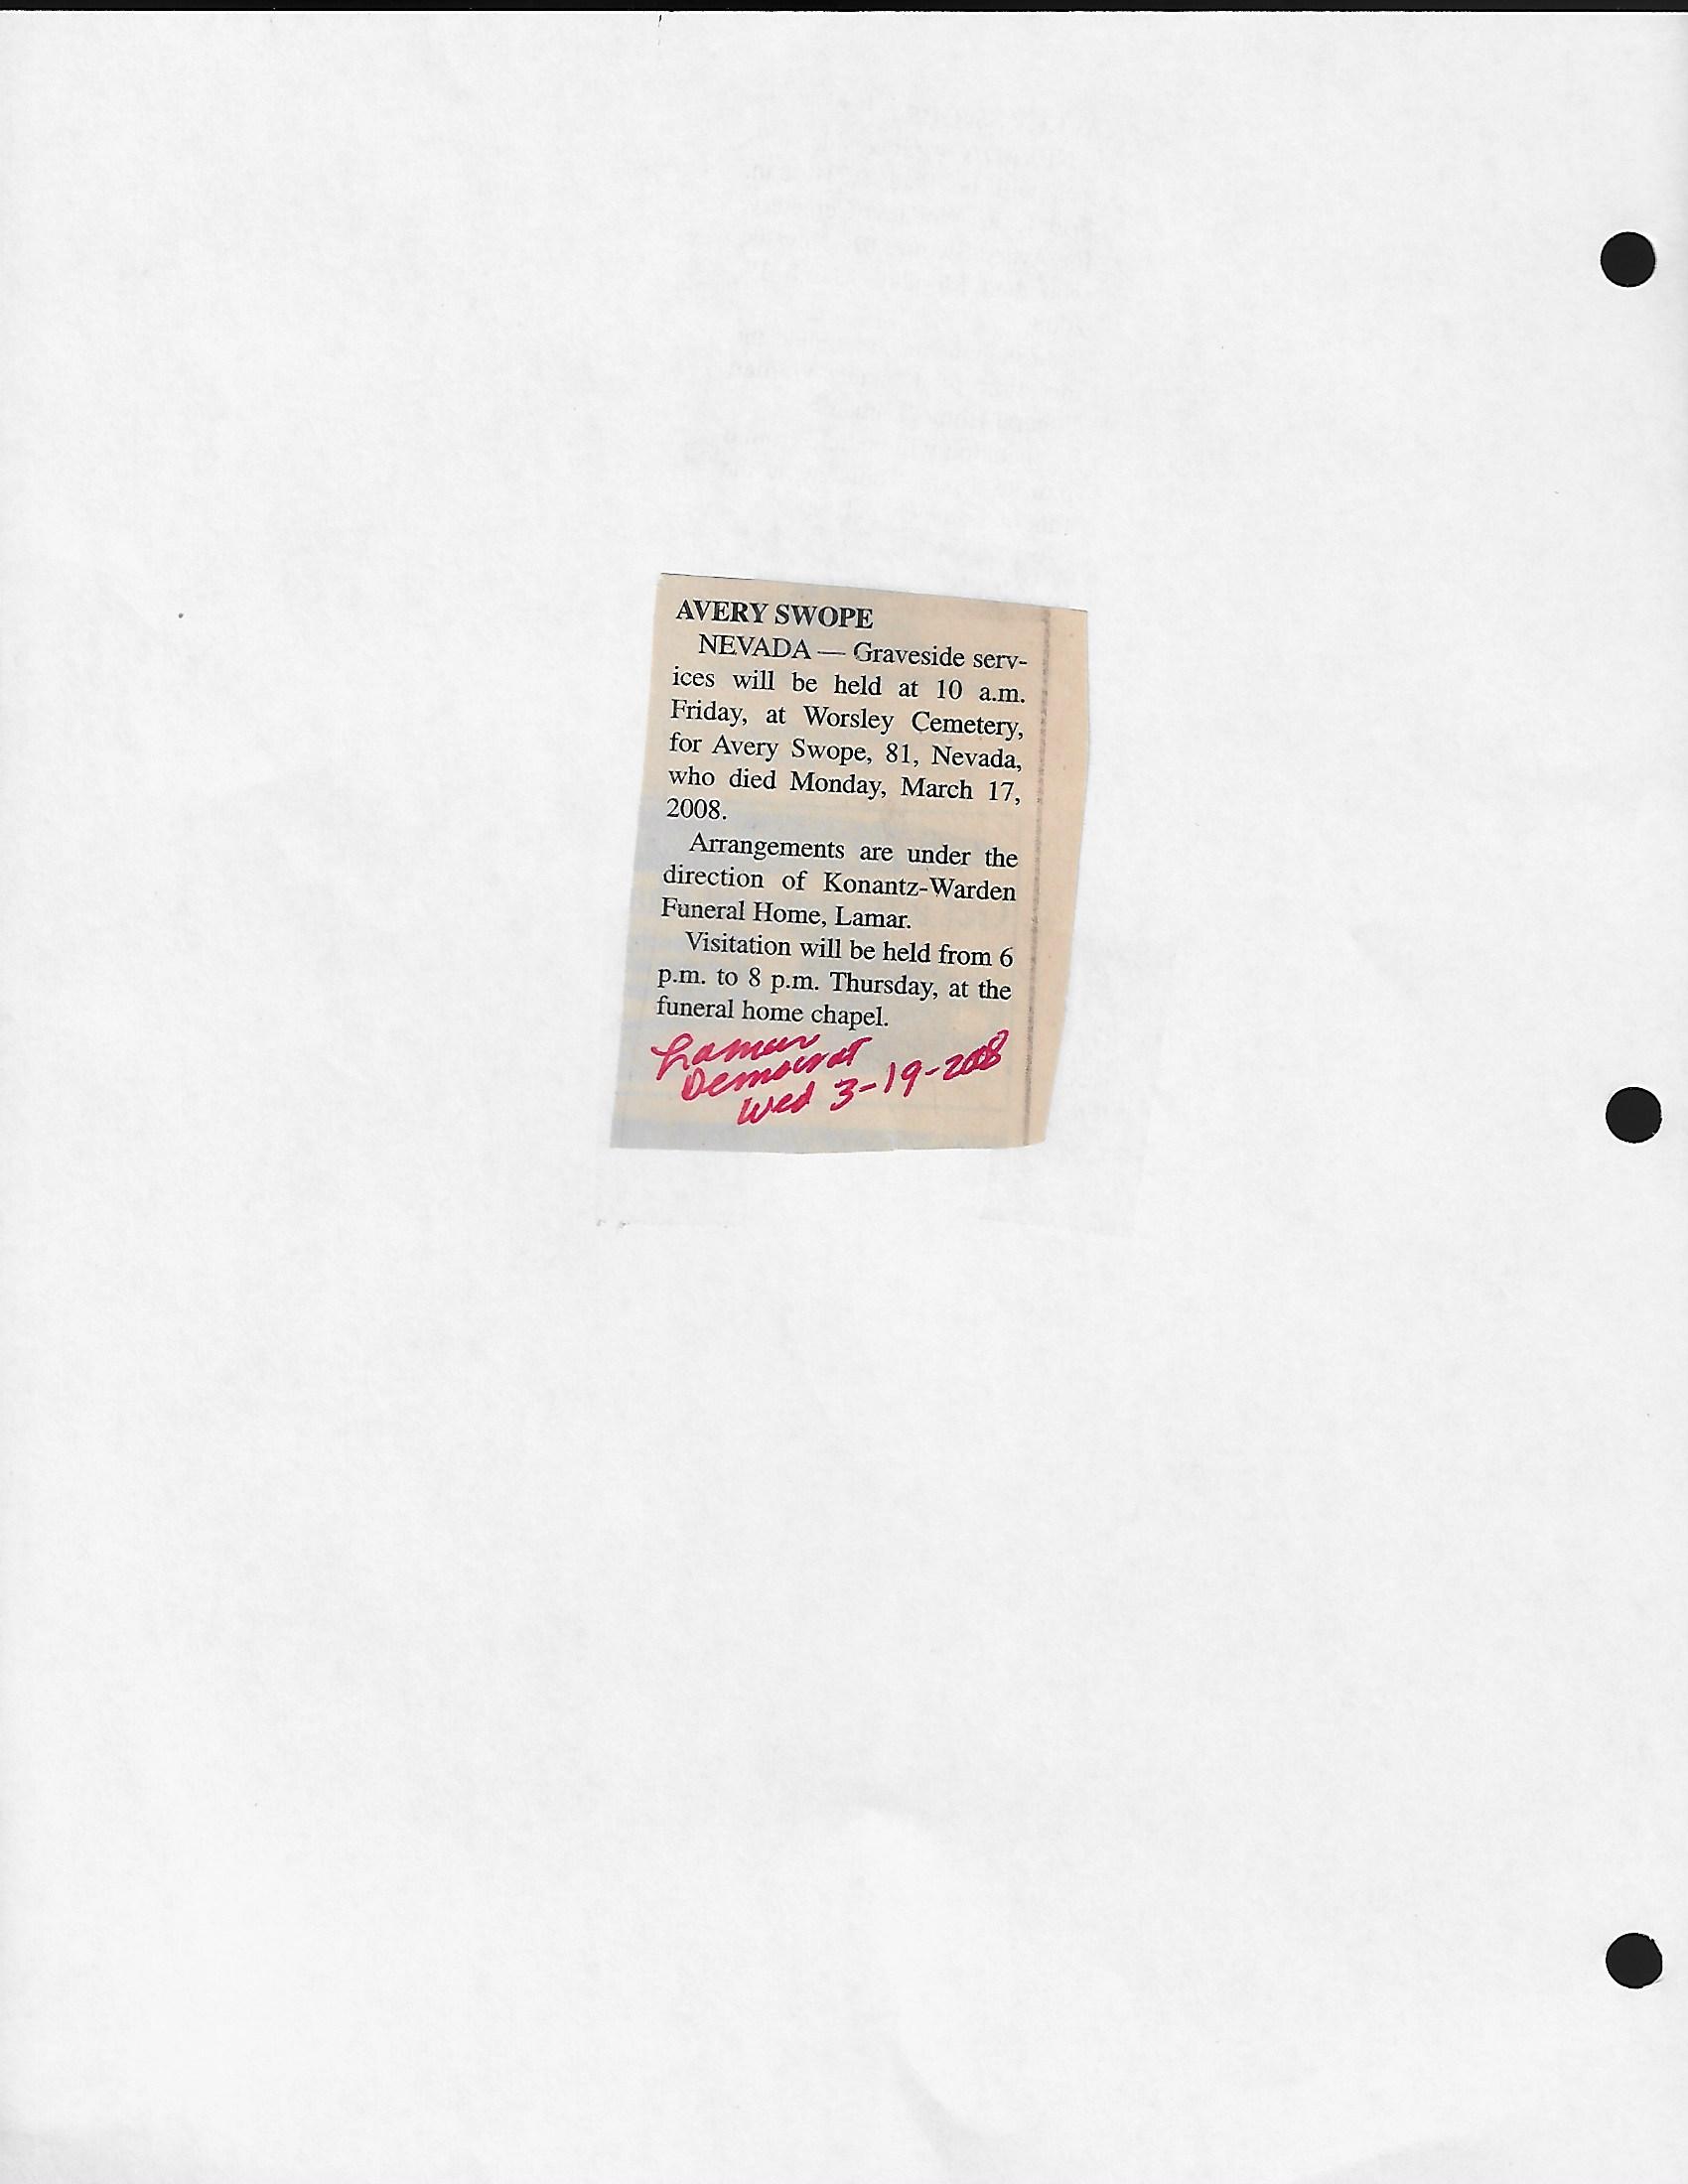 AVERY SWOPE
NEVADA — Graveside serv-
ices will be held at 10 a.m.
Friday, at Worsley Cemetery,
for Avery Swope, 81, Nevada,
who died Monday, March 17,
2008.
Arrangements are under the
direction of Konantz-Warden
Funeral Home, Lamar.
Visitation will be held from 6
p.m. to 8 p.m. Thursday, at the
funeral home chapel.
Lamar
Democrat
Wed 3-19-2008